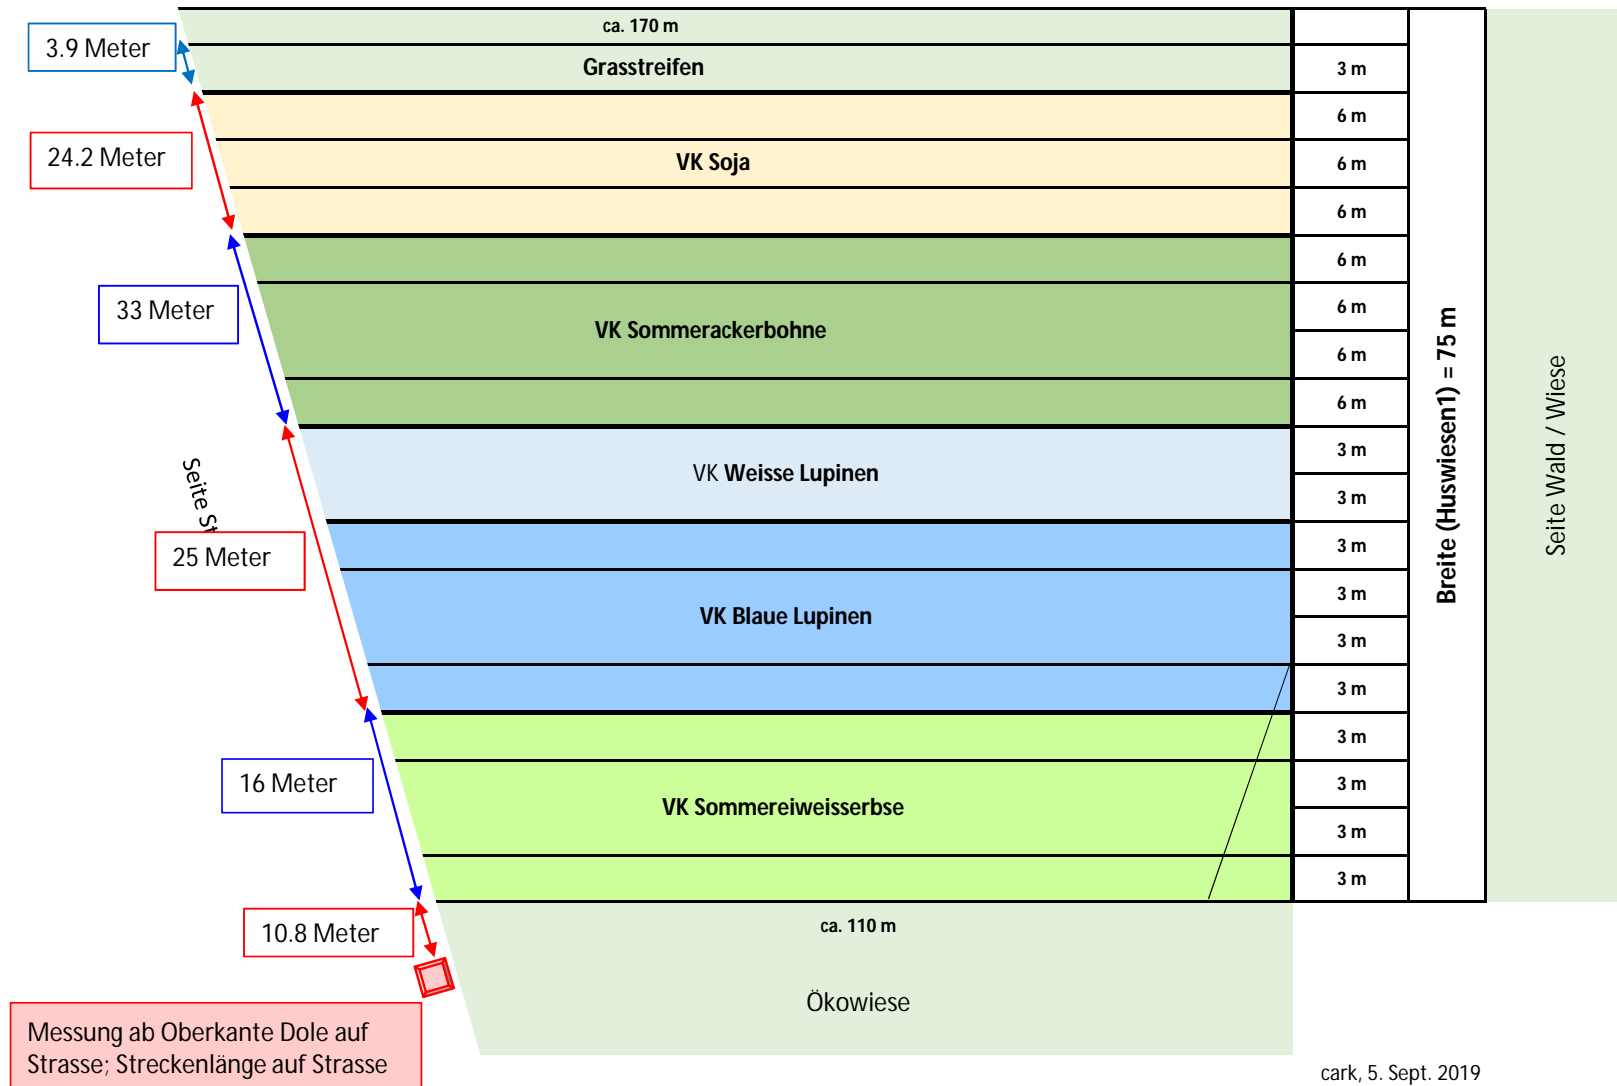 ca. 170 m
3.9 Meter
Grasstreifen
3 m
6 m
24.2 Meter
VK Soja
6 m
6 m
6 m
33 Meter
6 m
VK Sommerackerbohne
6 m
6 m
Breite (Huswiesen1) = 75 m
Seite Wald / Wiese
3 m
VK Weisse Lupinen
3 m
Seite
3 m
25 Meter
3 m
VK Blaue Lupinen
3 m
3 m
3 m
16 Meter
3 m
VK Sommereiweisserbse
3 m
3 m
10.8 Meter
ca. 110 m
Ökowiese
Messung ab Oberkante Dole auf
Strasse; Streckenlänge auf Strasse
cark, 5. Sept. 2019